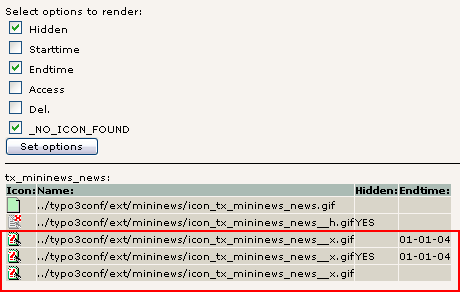 Select options to render:
Hidden
Starttime
Endtime
Access
Del.
_NO_ICON_FOUND
Set options
tx_mininews_news:
Icon: Name: Hidden: Endtime:
../typo3conf/ext/mininews/icon_tx_mininews_news.gif
../typo3conf/ext/mininews/icon_tx_mininews_news__h.gif YES
../typo3conf/ext/mininews/icon_tx_mininews_news__x.gif 01-01-04
../typo3conf/ext/mininews/icon_tx_mininews_news__x.gif YES 01-01-04
../typo3conf/ext/mininews/icon_tx_mininews_news__x.gif